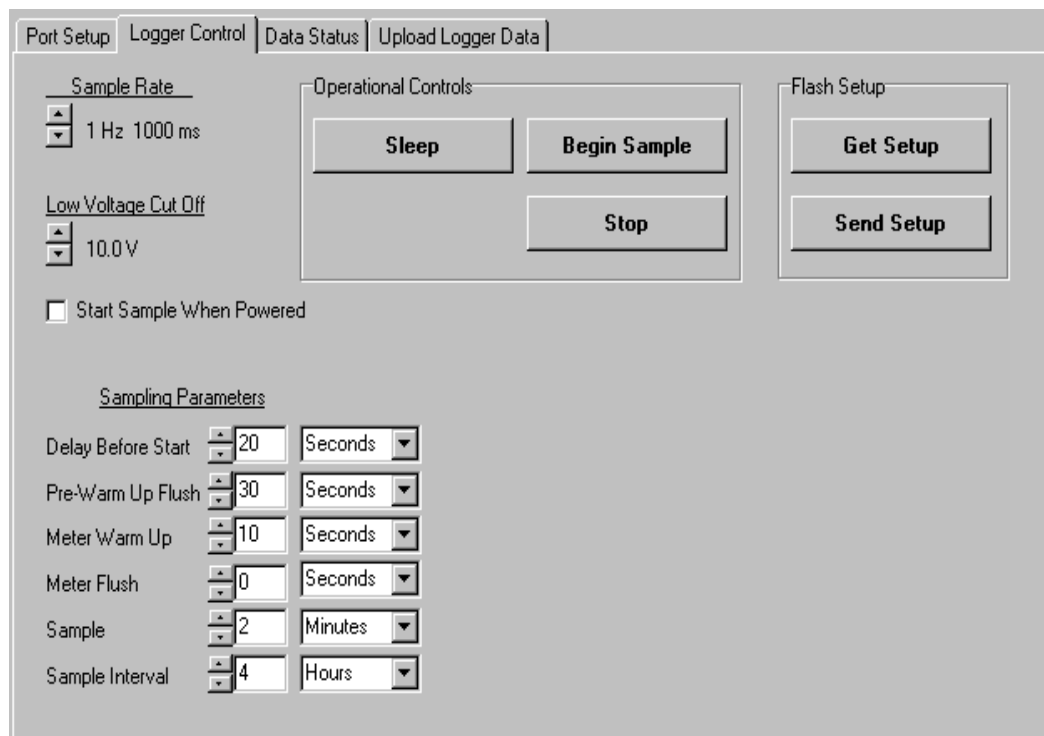 Port Setup
Logger Control
Data Status
Upload Logger Data
Sample Rate
1 Hz 1000 ms
Low Voltage Cut Off
10.0 V
Start Sample When Powered
Operational Controls
Sleep
Begin Sample
Stop
Flash Setup
Get Setup
Send Setup
Sampling Parameters
Delay Before Start 20 Seconds
Pre-Warm Up Flush 30 Seconds
Meter Warm Up 10 Seconds
Meter Flush 0 Seconds
Sample 2 Minutes
Sample Interval 4 Hours